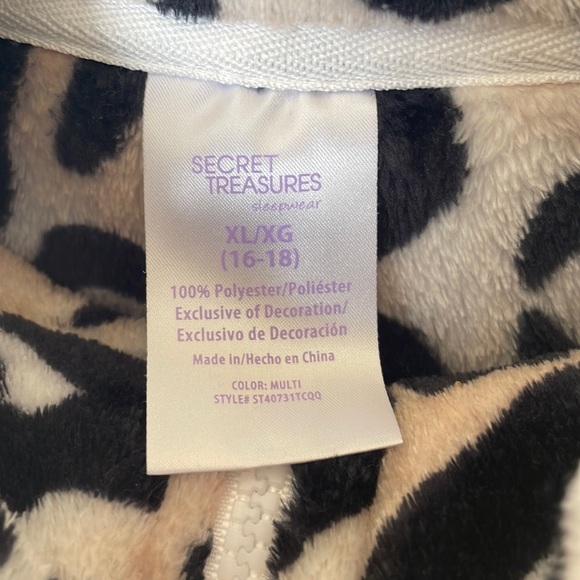 SECRET
TREASURES
sleepwear
XL/XG
(16-18)
100% Polyester/Poliéster
Exclusive of Decoration/
Exclusivo de Decoración
Made in/Hecho en China
COLOR: MULTI
STYLE# ST40731TCQQ